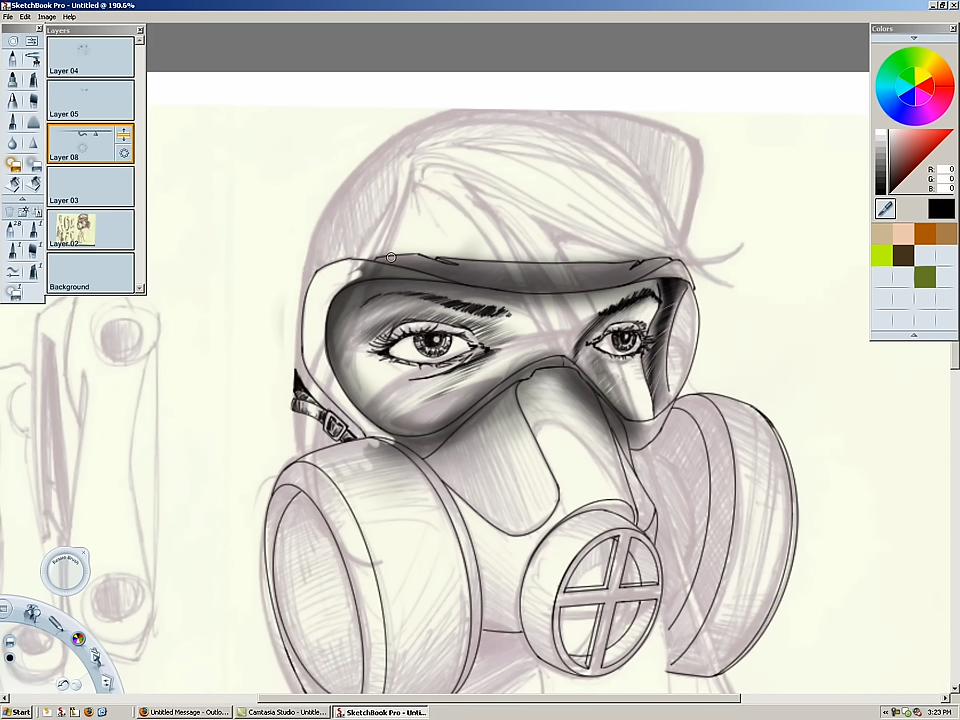 SketchBook Pro - Untitled @ 190.6%
File Edit Image Help
Layers
Layer 04
Layer 05
Layer 08
Layer 03
Layer 02
Background
Colors
R: 0
G: 0
B: 0
Start
Untitled Message - Outlo...
Camtasia Studio - Untitle...
SketchBook Pro - Unti...
3:23 PM